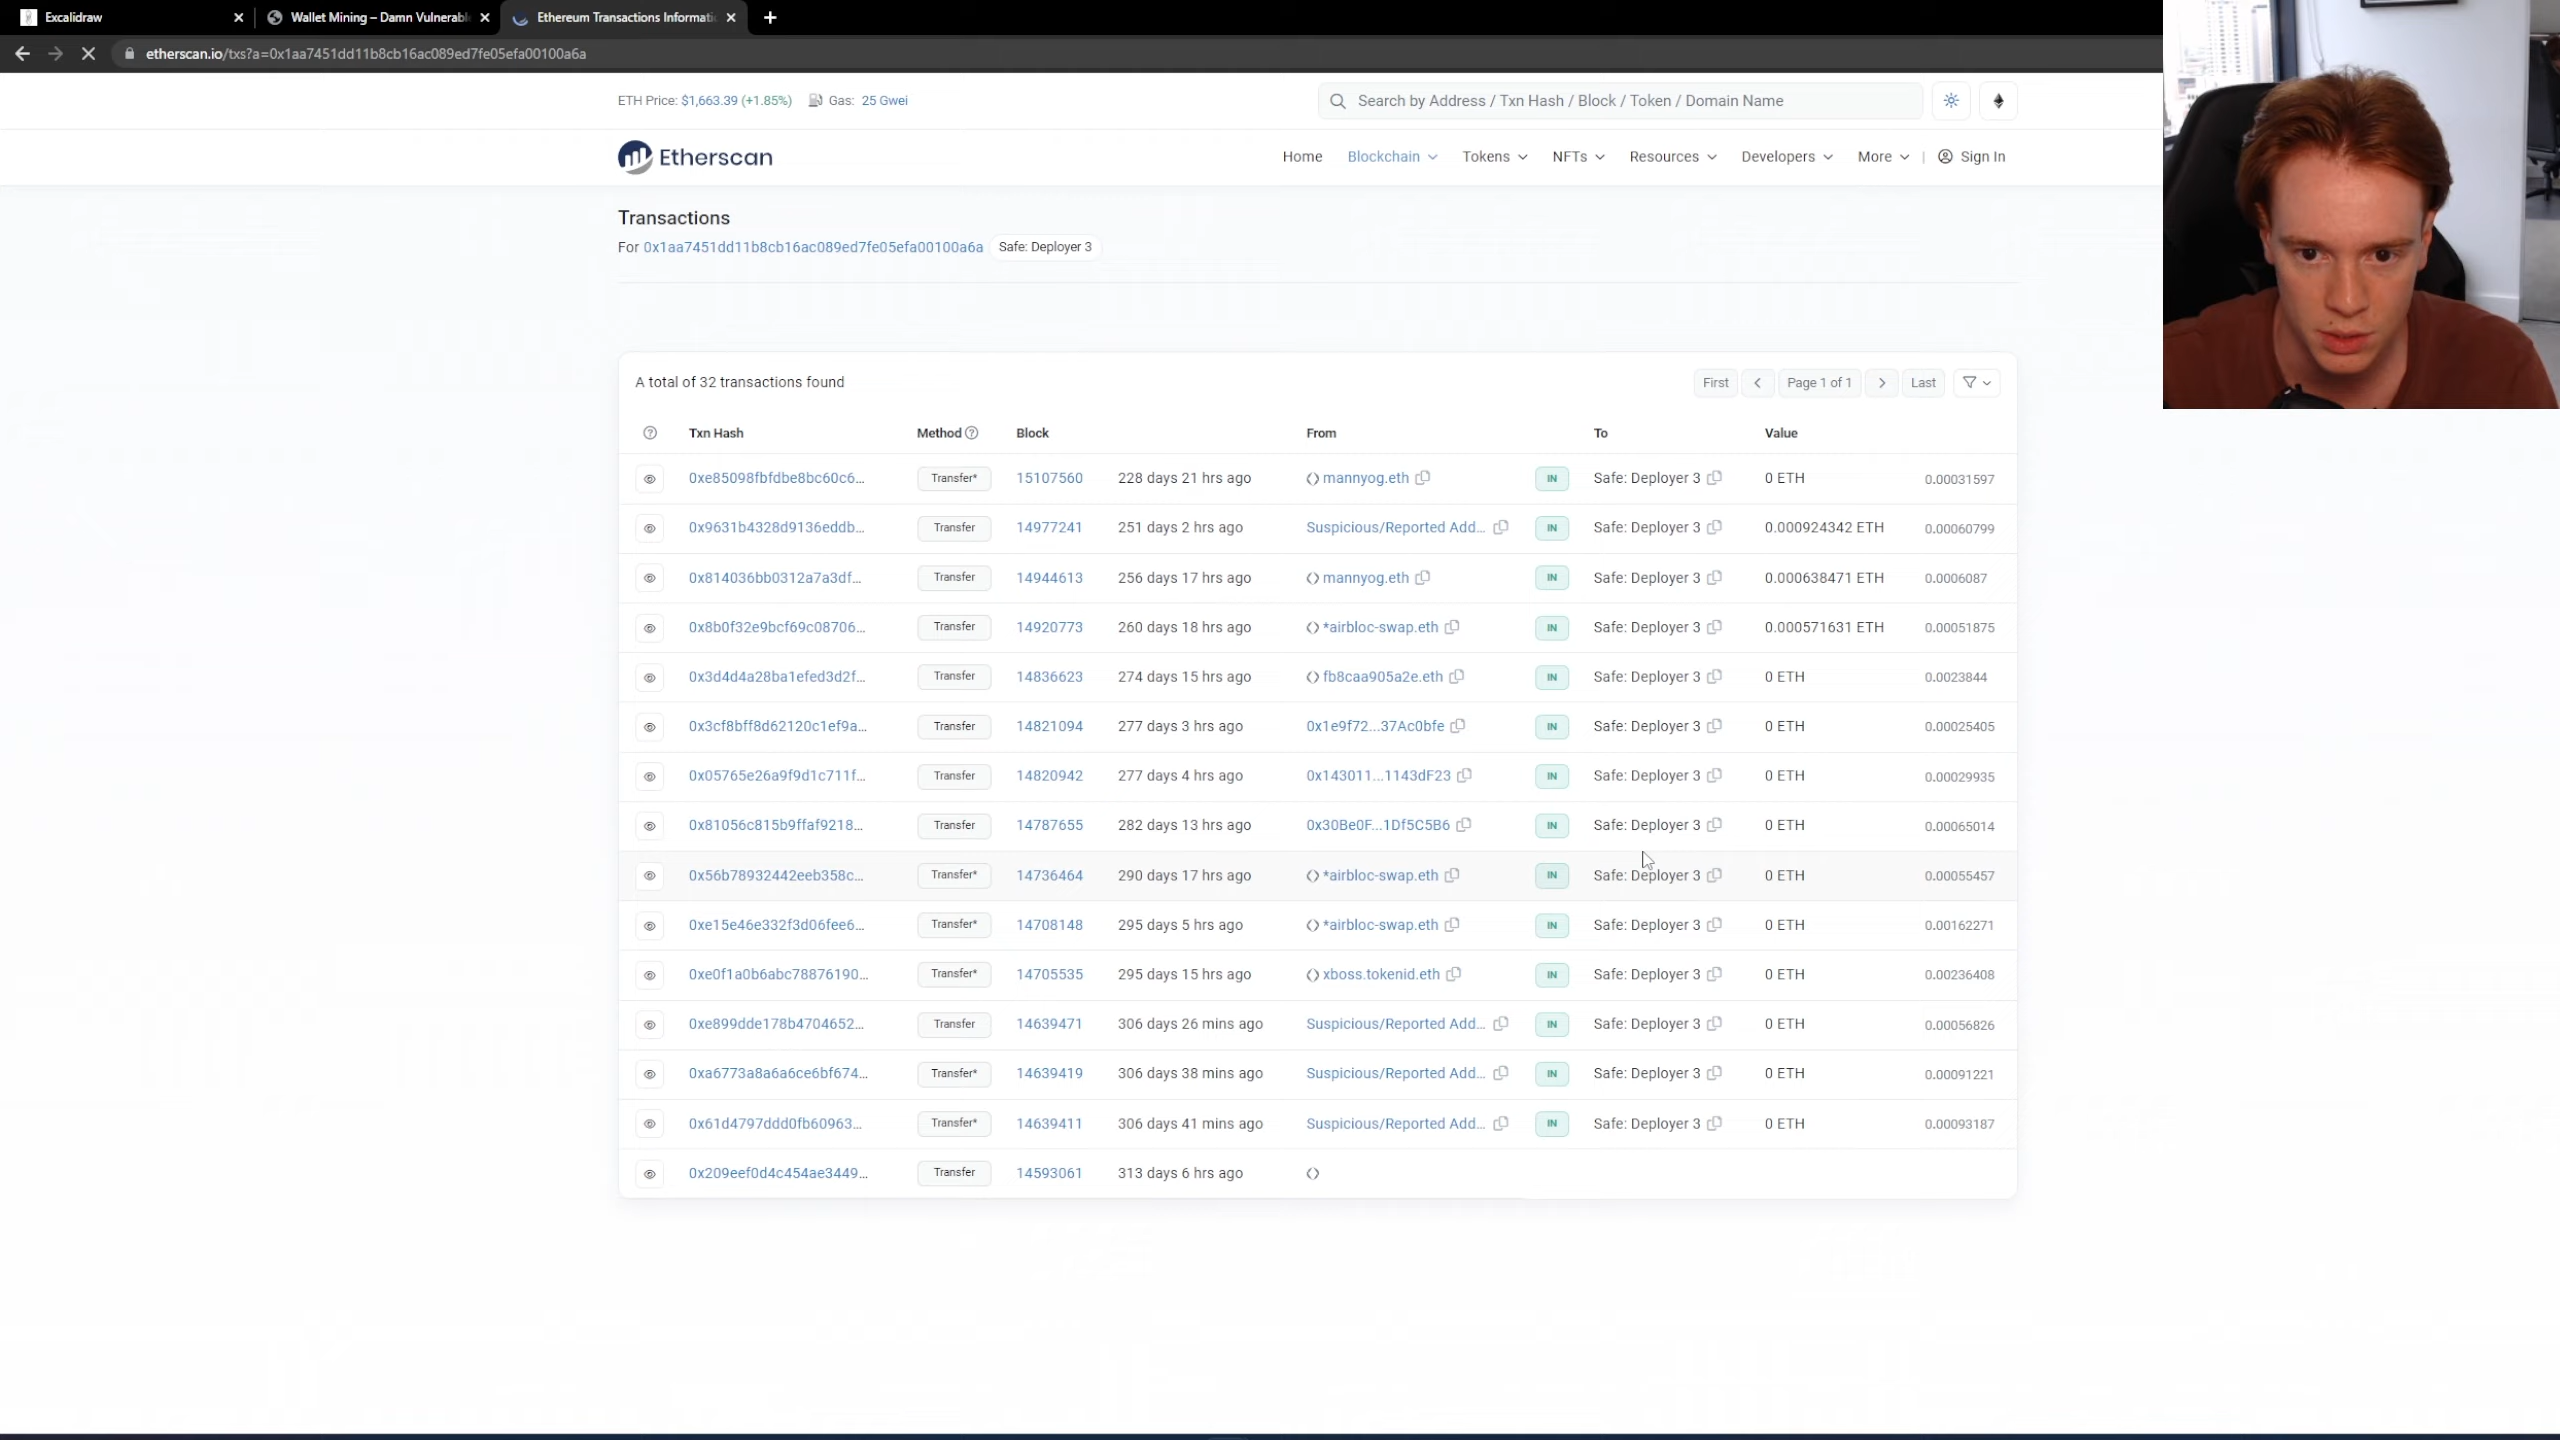 Excalidraw
Wallet Mining – Damn Vulnerabl
Ethereum Transactions Informati
etherscan.io/txs?a=0x1aa7451dd11b8cb16ac089ed7fe05efa00100a6a
ETH Price: $1,663.39 (+1.85%) Gas: 25 Gwei
Search by Address / Txn Hash / Block / Token / Domain Name
Etherscan
Home Blockchain Tokens NFTs Resources Developers More | Sign In
Transactions
For 0x1aa7451dd11b8cb16ac089ed7fe05efa00100a6a Safe: Deployer 3
A total of 32 transactions found
First Page 1 of 1 Last
Txn Hash Method Block From To Value
0xe85098fbfdbe8bc60c6... Transfer* 15107560 228 days 21 hrs ago mannyog.eth IN Safe: Deployer 3 0 ETH 0.00031597
0x9631b4328d9136eddb... Transfer 14977241 251 days 2 hrs ago Suspicious/Reported Add... IN Safe: Deployer 3 0.000924342 ETH 0.00060799
0x814036bb0312a7a3df... Transfer 14944613 256 days 17 hrs ago mannyog.eth IN Safe: Deployer 3 0.000638471 ETH 0.0006087
0x8b0f32e9bcf69c08706... Transfer 14920773 260 days 18 hrs ago *airbloc-swap.eth IN Safe: Deployer 3 0.000571631 ETH 0.00051875
0x3d4d4a28ba1efed3d2f... Transfer 14836623 274 days 15 hrs ago fb8caa905a2e.eth IN Safe: Deployer 3 0 ETH 0.0023844
0x3cf8bff8d62120c1ef9a... Transfer 14821094 277 days 3 hrs ago 0x1e9f72...37Ac0bfe IN Safe: Deployer 3 0 ETH 0.00025405
0x05765e26a9f9d1c711f... Transfer 14820942 277 days 4 hrs ago 0x143011...1143dF23 IN Safe: Deployer 3 0 ETH 0.00029935
0x81056c815b9ffaf9218... Transfer 14787655 282 days 13 hrs ago 0x30Be0F...1Df5C5B6 IN Safe: Deployer 3 0 ETH 0.00065014
0x56b78932442eeb358c... Transfer* 14736464 290 days 17 hrs ago *airbloc-swap.eth IN Safe: Deployer 3 0 ETH 0.00055457
0xe15e46e332f3d06fee6... Transfer* 14708148 295 days 5 hrs ago *airbloc-swap.eth IN Safe: Deployer 3 0 ETH 0.00162271
0xe0f1a0b6abc78876190... Transfer* 14705535 295 days 15 hrs ago xboss.tokenid.eth IN Safe: Deployer 3 0 ETH 0.00236408
0xe899dde178b4704652... Transfer 14639471 306 days 26 mins ago Suspicious/Reported Add... IN Safe: Deployer 3 0 ETH 0.00056826
0xa6773a8a6a6ce6bf674... Transfer* 14639419 306 days 38 mins ago Suspicious/Reported Add... IN Safe: Deployer 3 0 ETH 0.00091221
0x61d4797ddd0fb60963... Transfer* 14639411 306 days 41 mins ago Suspicious/Reported Add... IN Safe: Deployer 3 0 ETH 0.00093187
0x209eef0d4c454ae3449... Transfer 14593061 313 days 6 hrs ago